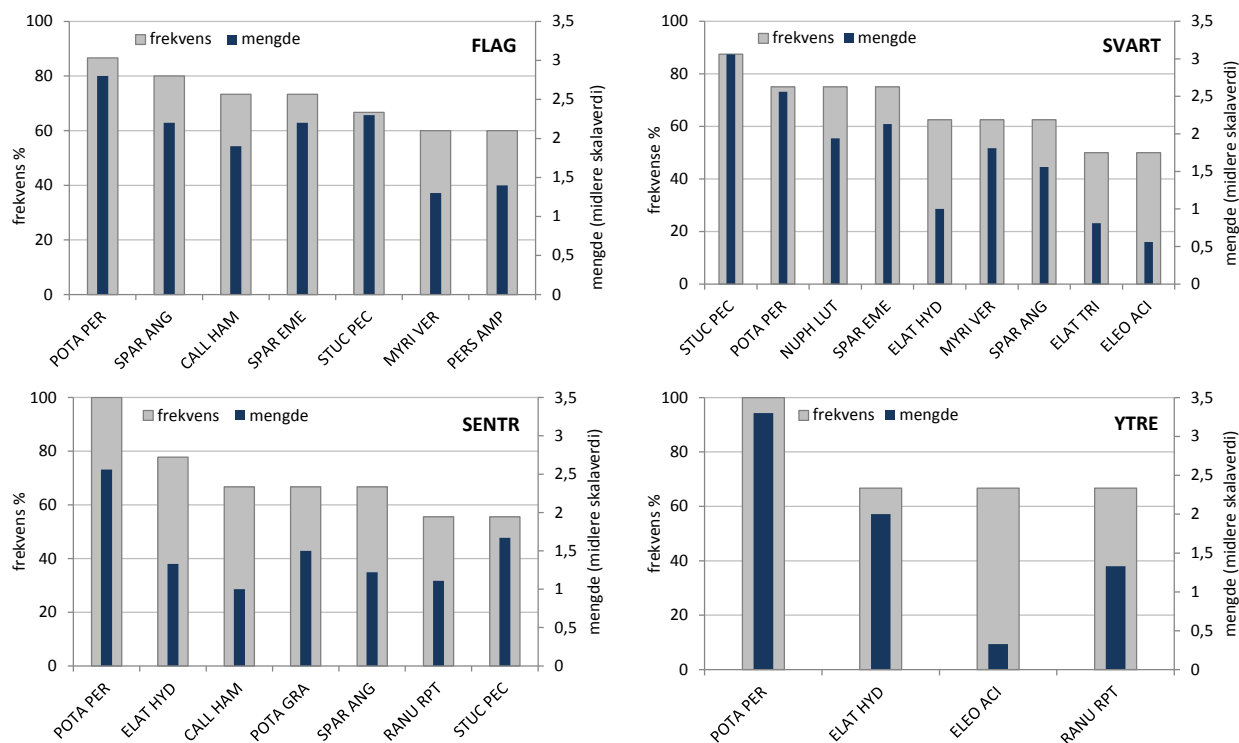 FLAG
frekvens mengde
frekvens %
100
80
60
40
20
0
mengde (midlere skalaverdi)
3,5
3
2,5
2
1,5
1
0,5
0
POTA PER
SPAR ANG
CALL HAM
SPAR EME
STUC PEC
MYRI VER
PERS AMP
SVART
frekvens mengde
frekvense %
100
80
60
40
20
0
mengde (midlere skalaverdi)
3,5
3
2,5
2
1,5
1
0,5
0
STUC PEC
POTA PER
NUPH LUT
SPAR EME
ELAT HYD
MYRI VER
SPAR ANG
ELAT TRI
ELEO ACI
SENTR
frekvens mengde
frekvens %
100
80
60
40
20
0
mengde (midlere skalaverdi)
3,5
3
2,5
2
1,5
1
0,5
0
POTA PER
ELAT HYD
CALL HAM
POTA GRA
SPAR ANG
RANU RPT
STUC PEC
YTRE
frekvens mengde
frekvens %
100
80
60
40
20
0
mengde (midlere skalaverdi)
3,5
3
2,5
2
1,5
1
0,5
0
POTA PER
ELAT HYD
ELEO ACI
RANU RPT